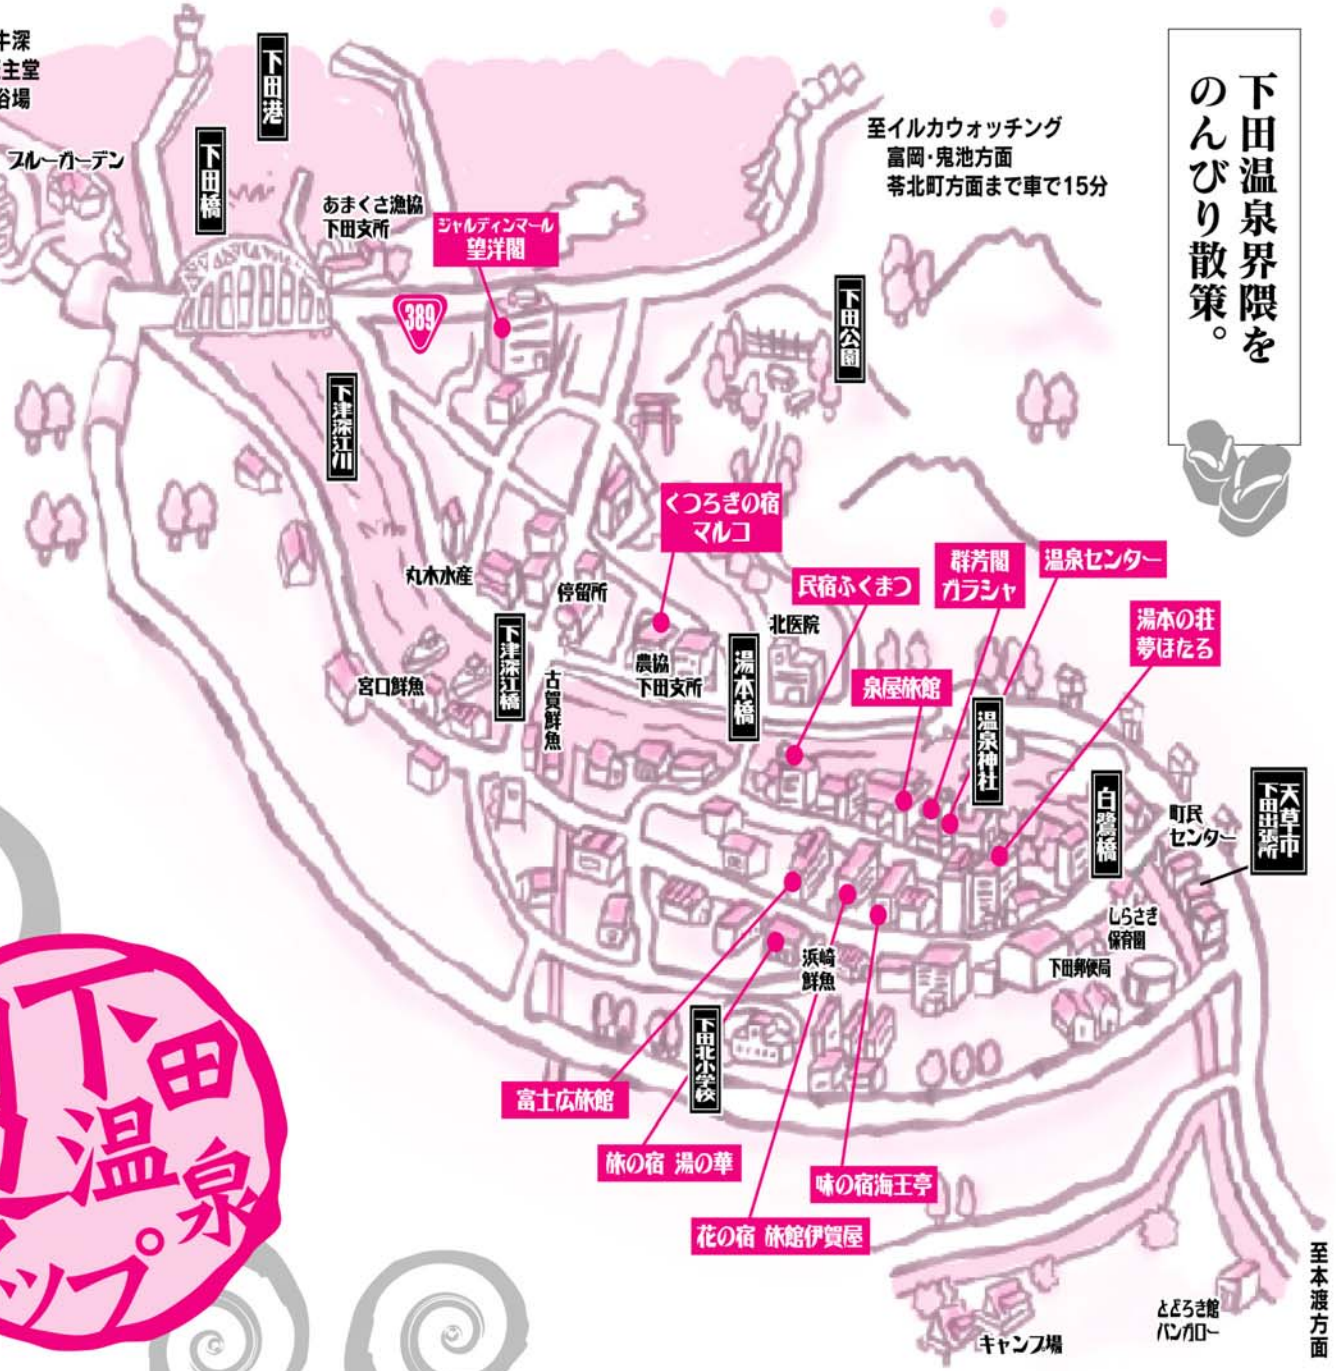 下田温泉界隈を
のんびり散策。
牛深
主堂
浴場
ブルーガーデン
下田港
下田橋
あまくさ漁協
下田支所
ジャルディンマール
望洋閣
389
至イルカウォッチング
富岡・鬼池方面
苓北町方面まで車で15分
下田公園
下津深江川
くつろぎの宿
マルコ
丸木水産
停留所
民宿ふくまつ
群芳閣
ガラシャ
温泉センター
湯本の荘
夢ほたる
北医院
下津深江橋
農協
下田支所
湯本橋
宮口鮮魚
古賀鮮魚
泉屋旅館
温泉神社
白鷺橋
町民
センター
天草市
下田出張所
しらさぎ
保育園
下田郵便局
浜崎
鮮魚
下田北小学校
富士広旅館
旅の宿 湯の華
味の宿海王亭
花の宿 旅館伊賀屋
下田
温泉
ップ
キャンプ場
とどろき館
バンガロー
至本渡方面